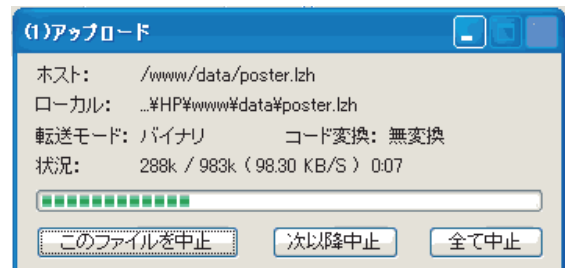 (1)アップロード
ホスト: /www/data/poster.lzh
ローカル: ...¥HP¥www¥data¥poster.lzh
転送モード: バイナリ コード変換: 無変換
状況: 288k / 983k ( 98.30 KB/S ) 0:07
このファイルを中止 次以降中止 全て中止